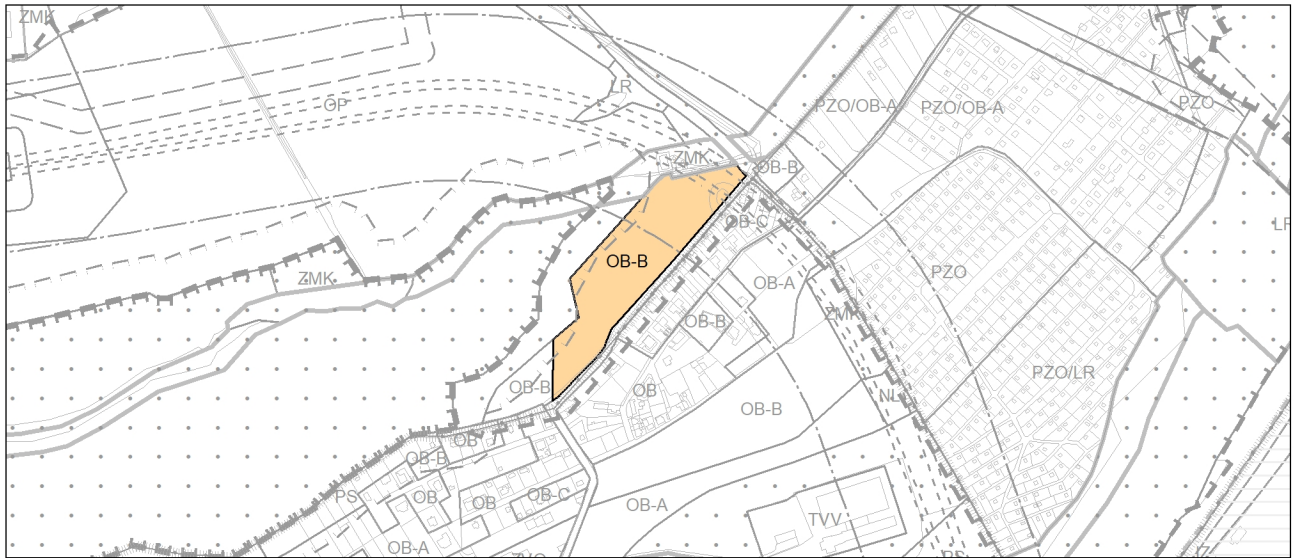 ZMK
OP
LR
PZO/OB-A
PZO/OB-A
PZO
ZMK
OB-B
OB-C
LR
OB-B
ZMK
OB-A
PZO
ZMK
OB-B
PZO/LR
OB-B
OB
NL
OB-B
OB
OB-B
PS
OB
OB
OB-C
OB-A
TVV
OB-A